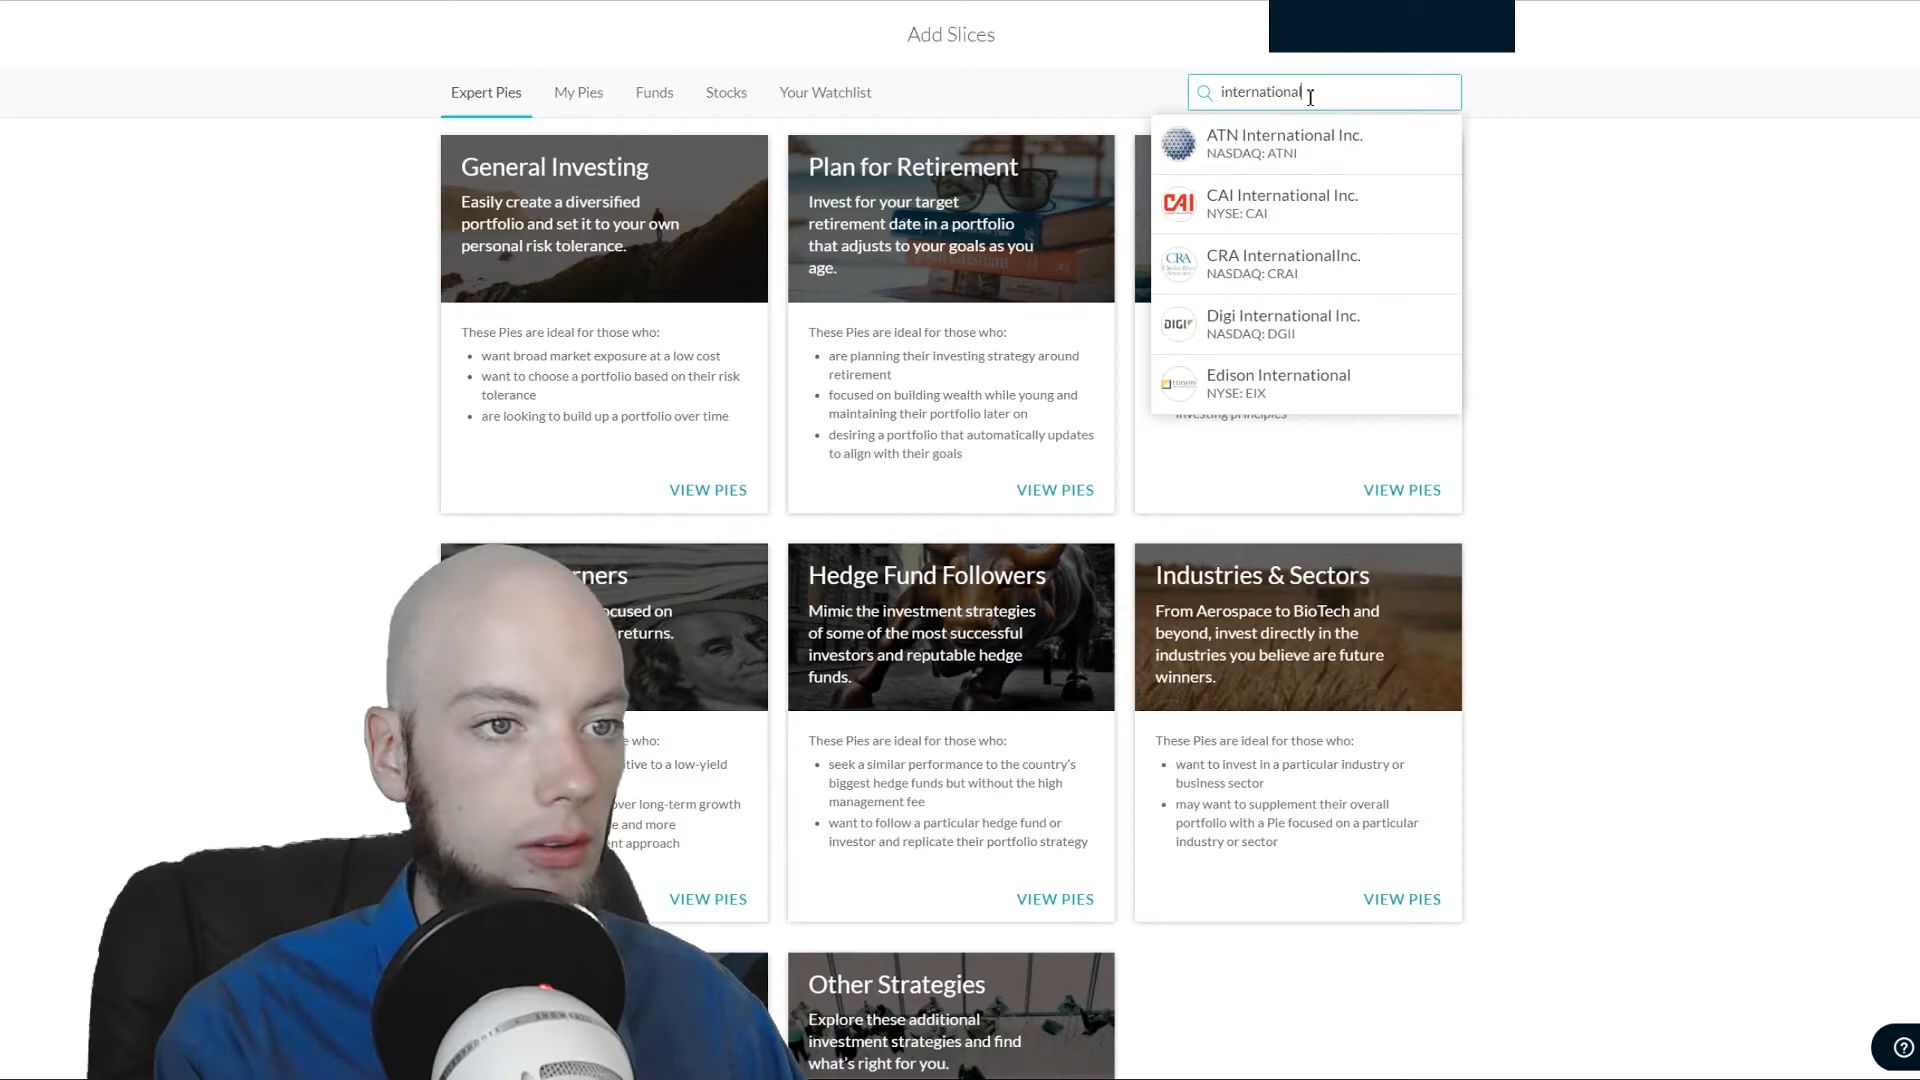 Add Slices
Expert Pies
My Pies
Funds
Stocks
Your Watchlist
international
ATN International Inc.
NASDAQ: ATNI
CAI International Inc.
NYSE: CAI
CRA InternationalInc.
NASDAQ: CRAI
Digi International Inc.
NASDAQ: DGII
Edison International
NYSE: EIX
General Investing
Easily create a diversified
portfolio and set it to your own
personal risk tolerance.
These Pies are ideal for those who:
• want broad market exposure at a low cost
• want to choose a portfolio based on their risk
tolerance
• are looking to build up a portfolio over time
VIEW PIES
Plan for Retirement
Invest for your target
retirement date in a portfolio
that adjusts to your goals as you
age.
These Pies are ideal for those who:
• are planning their investing strategy around
retirement
• focused on building wealth while young and
maintaining their portfolio later on
• desiring a portfolio that automatically updates
to align with their goals
VIEW PIES
investing principles
VIEW PIES
rners
ocused on
returns.
e who:
tive to a low-yield
over long-term growth
e and more
ent approach
VIEW PIES
Hedge Fund Followers
Mimic the investment strategies
of some of the most successful
investors and reputable hedge
funds.
These Pies are ideal for those who:
• seek a similar performance to the country's
biggest hedge funds but without the high
management fee
• want to follow a particular hedge fund or
investor and replicate their portfolio strategy
VIEW PIES
Industries & Sectors
From Aerospace to BioTech and
beyond, invest directly in the
industries you believe are future
winners.
These Pies are ideal for those who:
• want to invest in a particular industry or
business sector
• may want to supplement their overall
portfolio with a Pie focused on a particular
industry or sector
VIEW PIES
Other Strategies
Explore these additional
investment strategies and find
what's right for you.
CAI
CRA
DIGI
EDISON